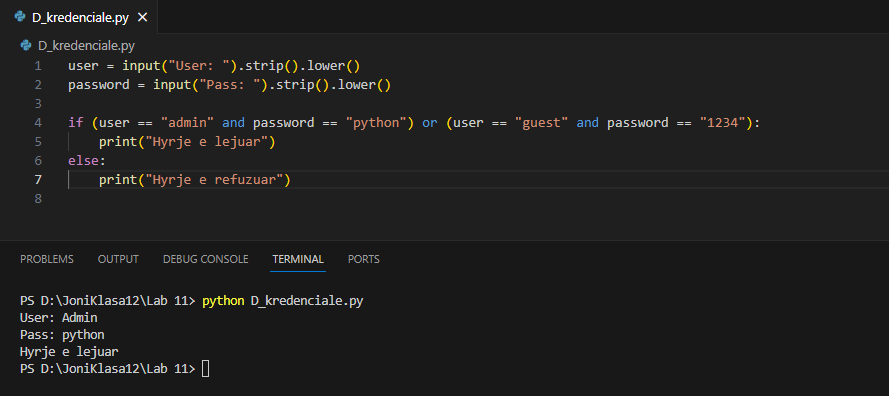 D_kredenciale.py
D_kredenciale.py
1 user = input("User: ").strip().lower()
2 password = input("Pass: ").strip().lower()
3
4 if (user == "admin" and password == "python") or (user == "guest" and password == "1234"):
5     print("Hyrje e lejuar")
6 else:
7     print("Hyrje e refuzuar")
8
PROBLEMS OUTPUT DEBUG CONSOLE TERMINAL PORTS
PS D:\JoniKlasa12\Lab 11> python D_kredenciale.py
User: Admin
Pass: python
Hyrje e lejuar
PS D:\JoniKlasa12\Lab 11>